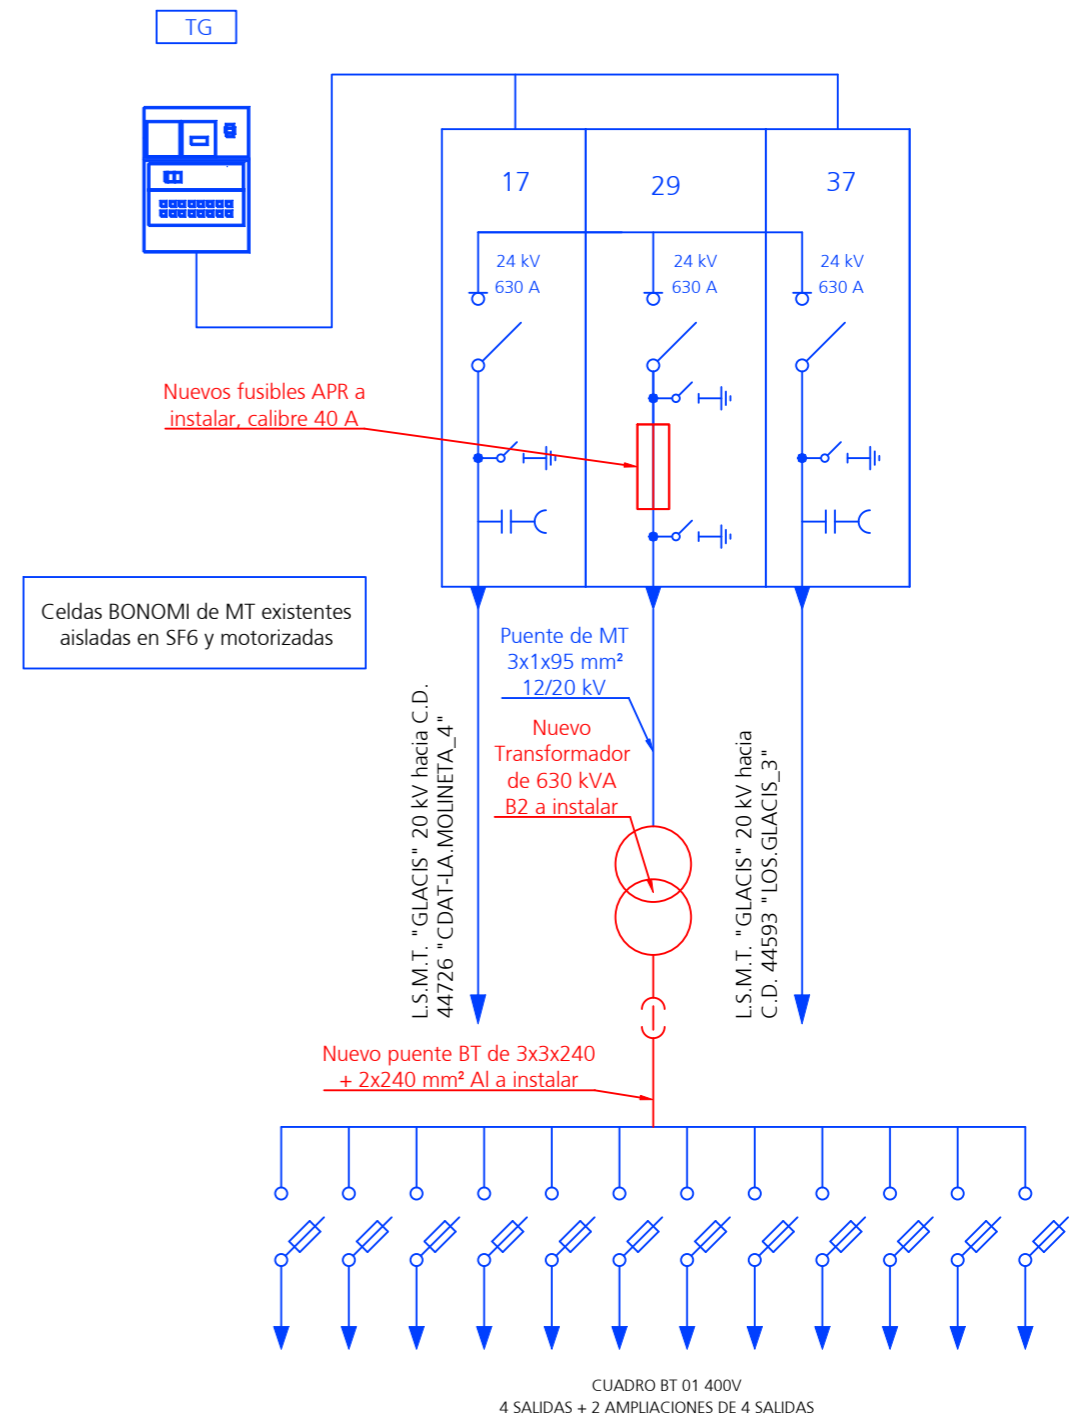 TG
17
29
37
24 kV
630 A
24 kV
630 A
24 kV
630 A
Nuevos fusibles APR a
instalar, calibre 40 A
Celdas BONOMI de MT existentes
aisladas en SF6 y motorizadas
Puente de MT
3x1x95 mm²
12/20 kV
Nuevo
Transformador
de 630 kVA
B2 a instalar
L.S.M.T. "GLACIS" 20 kV hacia C.D.
44726 "CDAT-LA.MOLINETA_4"
L.S.M.T. "GLACIS" 20 kV hacia
C.D. 44593 "LOS.GLACIS_3"
Nuevo puente BT de 3x3x240
+ 2x240 mm² Al a instalar
CUADRO BT 01 400V
4 SALIDAS + 2 AMPLIACIONES DE 4 SALIDAS